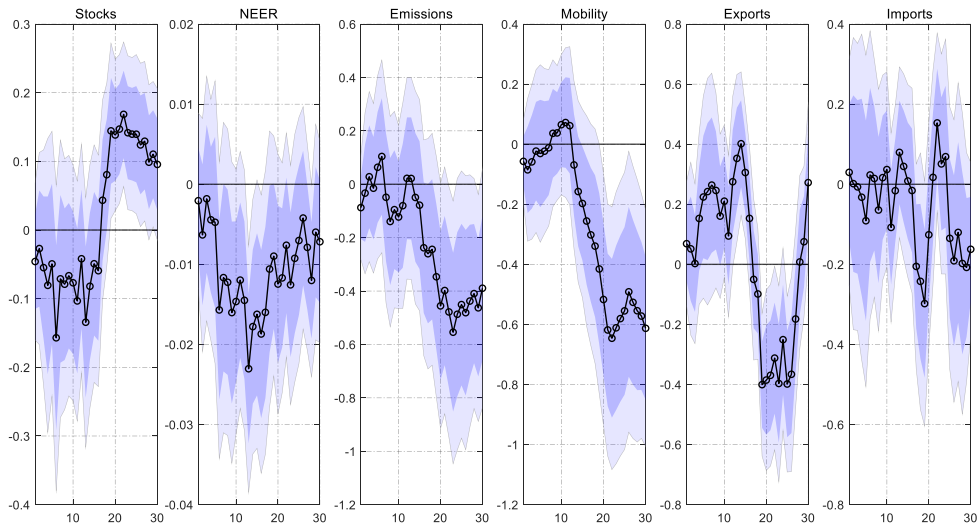 Stocks NEER Emissions Mobility Exports Imports
0.3 0.02 0.6 0.4 0.8 0.4
0.2 0.01 0.4 0.2 0.6 0.2
0.1 0 0.2 0 0.4 0
0 -0.01 0 -0.2 0.2 -0.2
-0.1 -0.02 -0.2 -0.4 0 -0.4
-0.2 -0.03 -0.4 -0.6 -0.2 -0.6
-0.3 -0.04 -0.6 -0.8 -0.4 -0.8
-0.4 -0.8 -1 -0.6
-1 -1.2 -0.8
-1.2
10 20 30 10 20 30 10 20 30 10 20 30 10 20 30 10 20 30